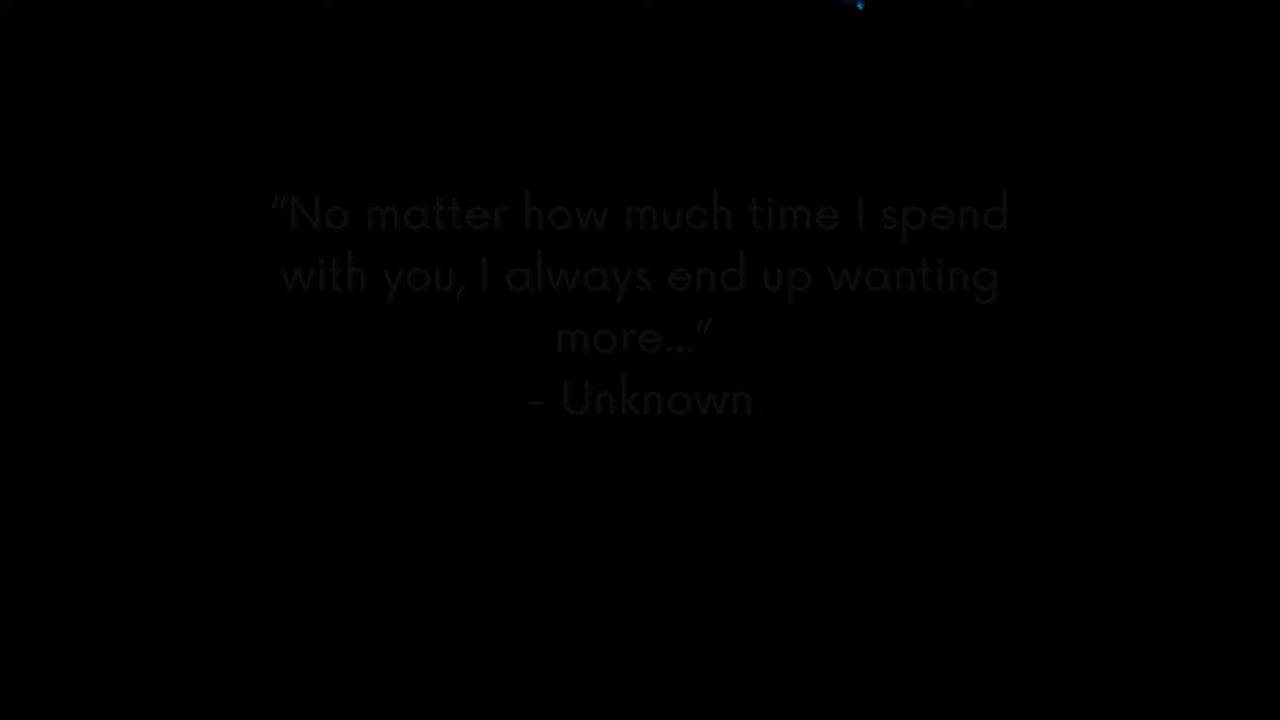 “No matter how much time I spend
with you, I always end up wanting
more...”
- Unknown